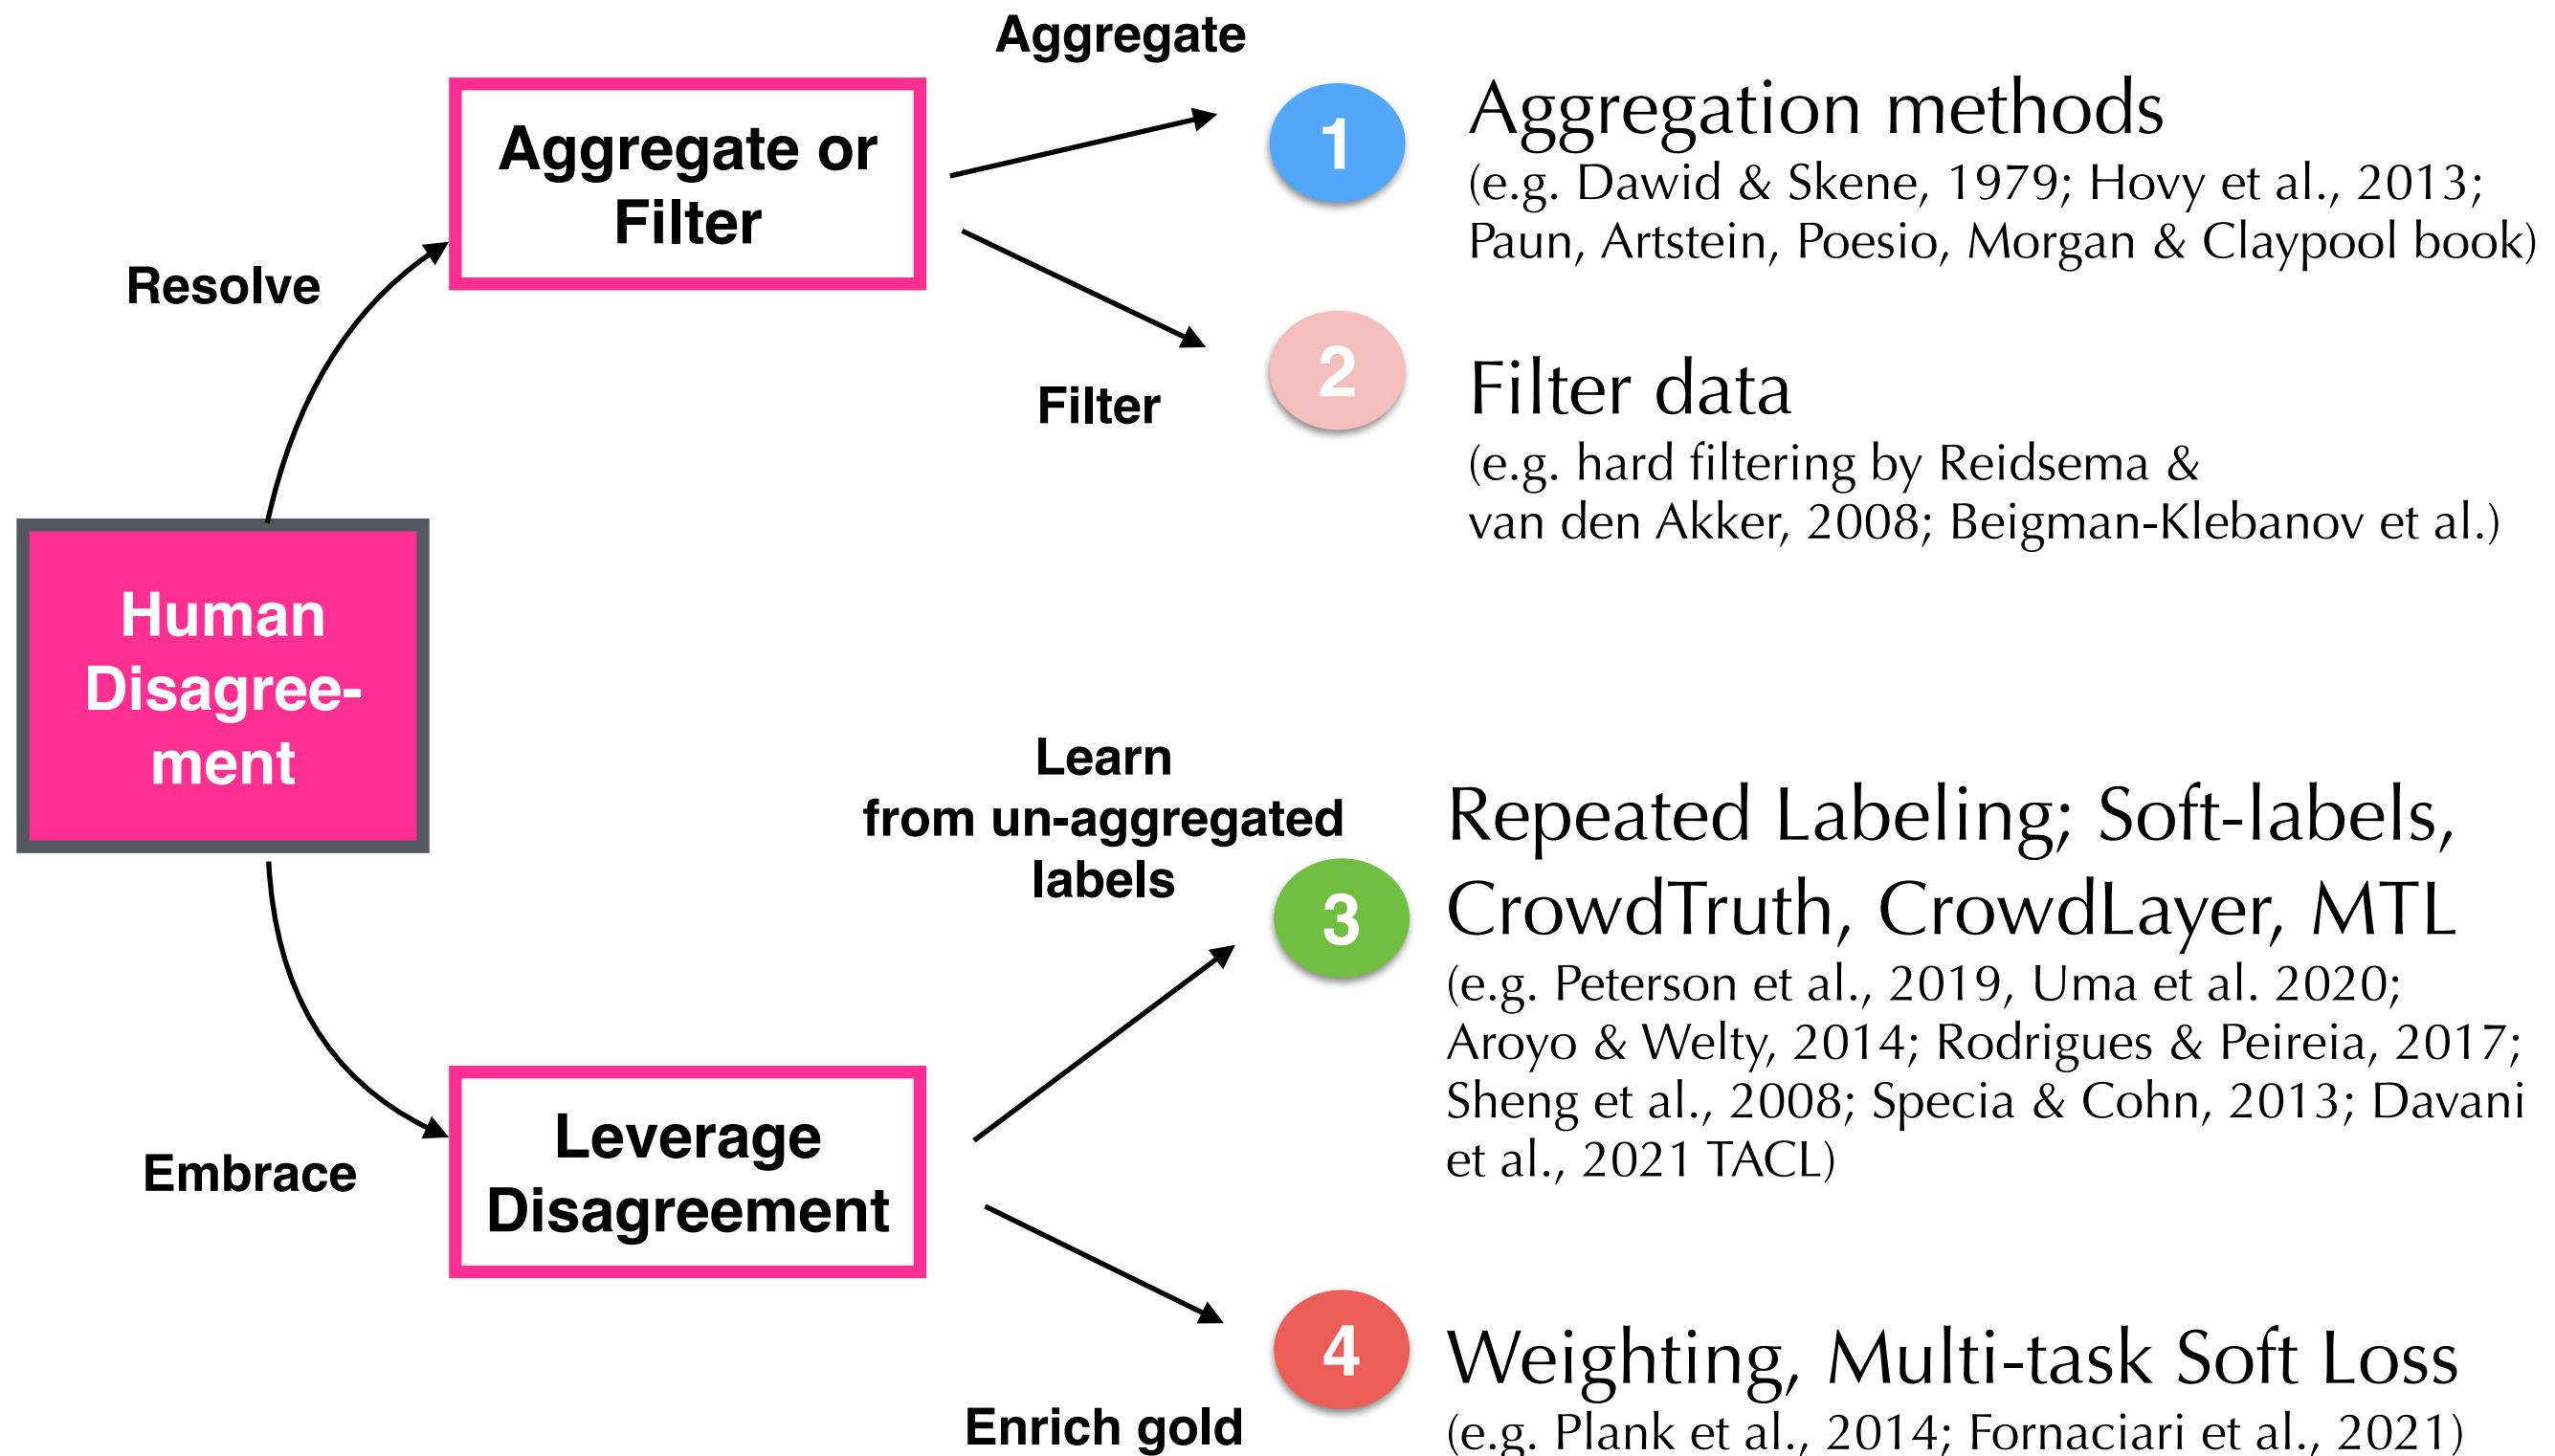 Aggregate
Aggregate or
Filter
1
Aggregation methods
(e.g. Dawid & Skene, 1979; Hovy et al., 2013;
Paun, Artstein, Poesio, Morgan & Claypool book)
Resolve
Filter
2
Filter data
(e.g. hard filtering by Reidsema &
van den Akker, 2008; Beigman-Klebanov et al.)
Human
Disagree-
ment
Learn
from un-aggregated
labels
3
Repeated Labeling; Soft-labels,
CrowdTruth, CrowdLayer, MTL
(e.g. Peterson et al., 2019, Uma et al. 2020;
Aroyo & Welty, 2014; Rodrigues & Peireia, 2017;
Sheng et al., 2008; Specia & Cohn, 2013; Davani
et al., 2021 TACL)
Embrace
Leverage
Disagreement
4
Enrich gold
Weighting, Multi-task Soft Loss
(e.g. Plank et al., 2014; Fornaciari et al., 2021)